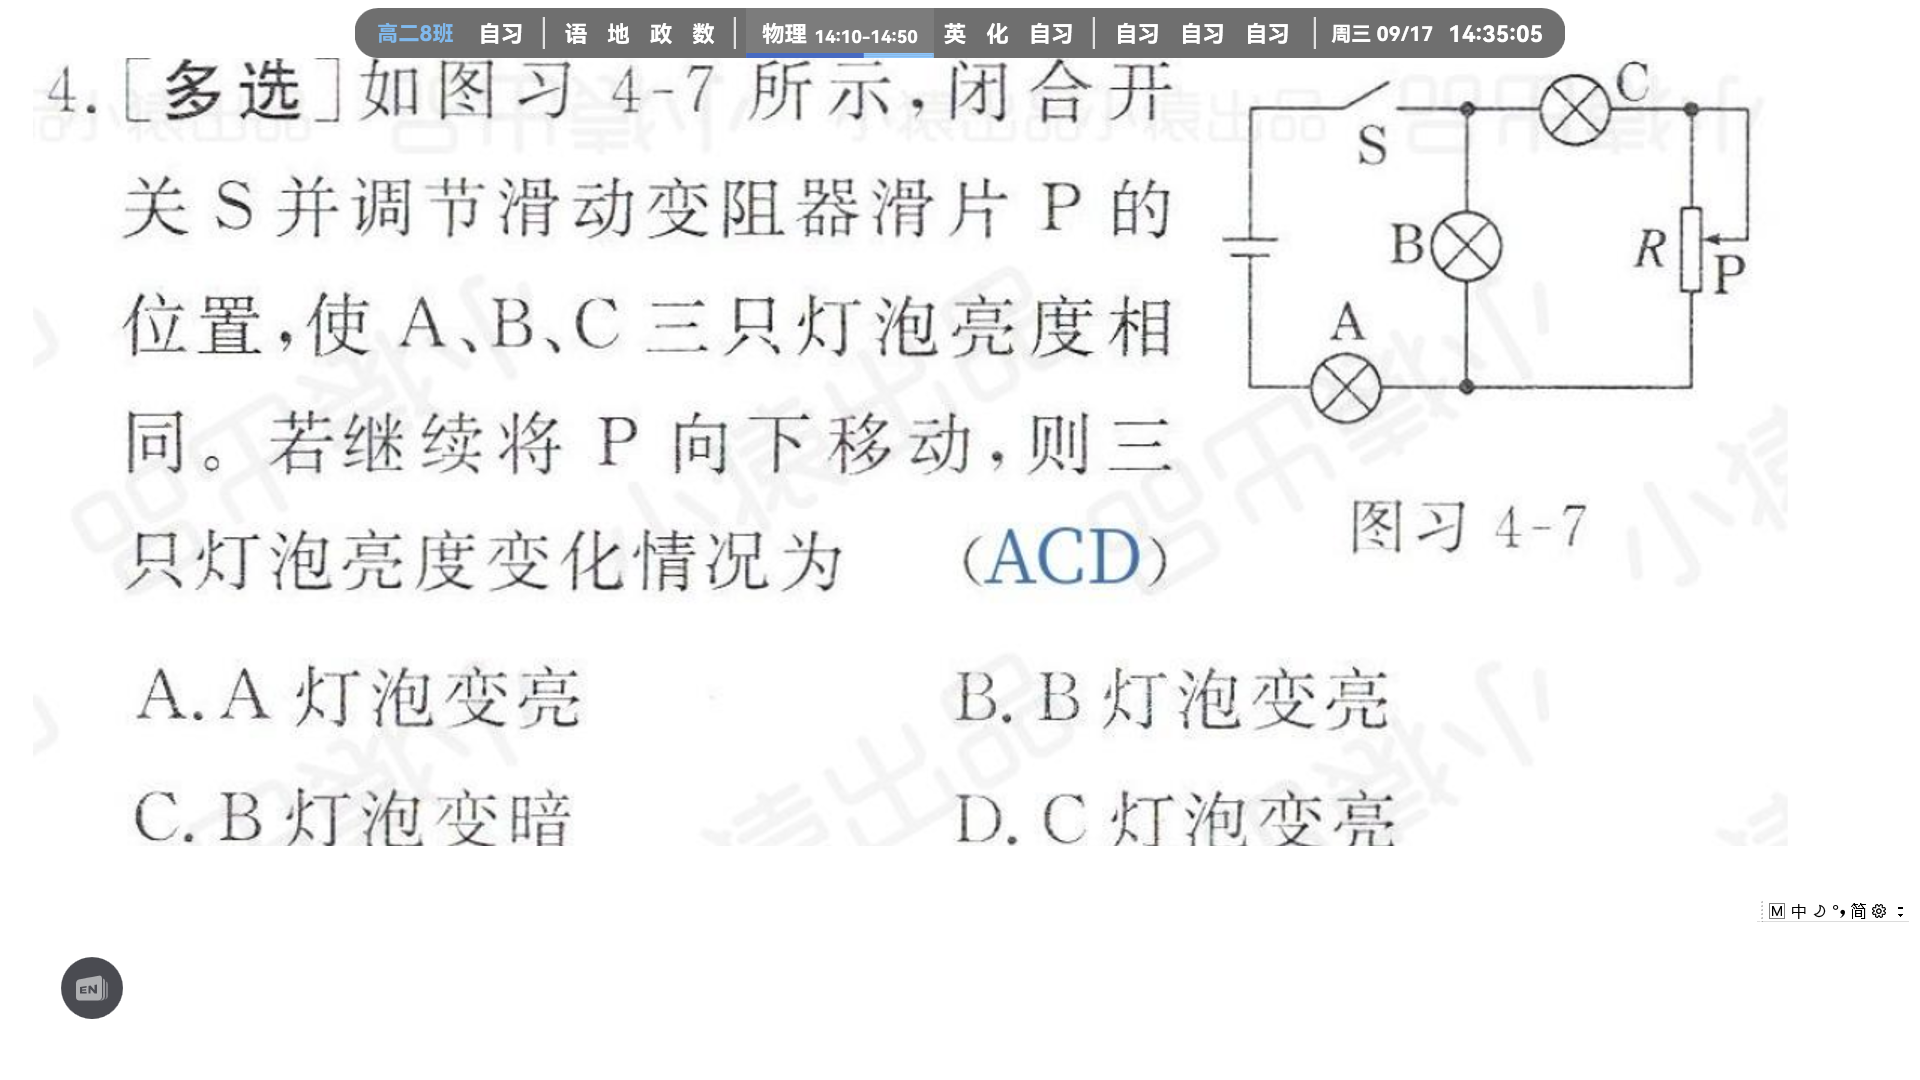 高二8班 自习 语 地 政 数 物理 14:10-14:50 英 化 自习 自习 自习 自习 周三 09/17 14:35:05
4.[多选]如图习 4-7 所示,闭合开
关 S 并调节滑动变阻器滑片 P 的
位置,使 A、B、C 三只灯泡亮度相
同。若继续将 P 向下移动,则三
只灯泡亮度变化情况为 (ACD)
A. A 灯泡变亮 B. B 灯泡变亮
C. B 灯泡变暗 D. C 灯泡变亮
C
S
B
R
P
A
图习 4-7
小猿出品
M 中 简
EN